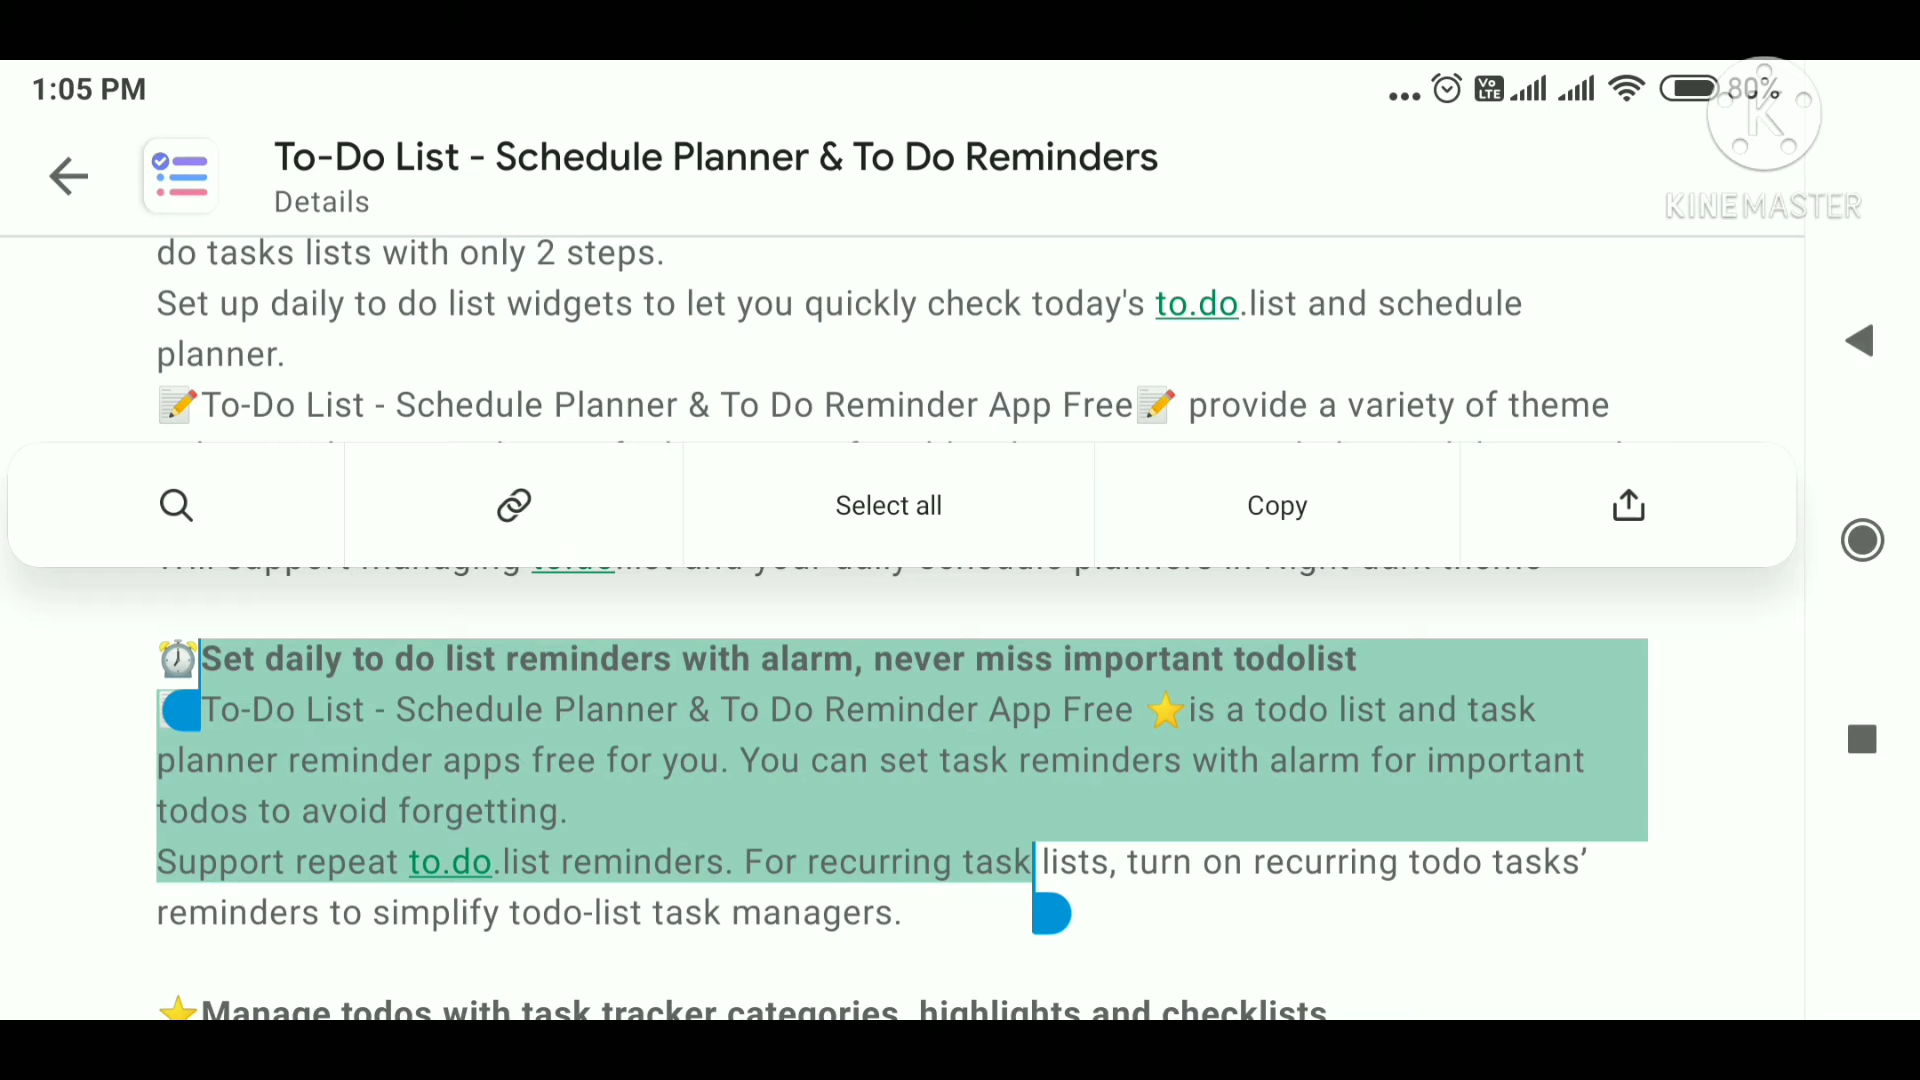 1:05 PM
Vo LTE
80%
To-Do List - Schedule Planner & To Do Reminders
Details
K
KINEMASTER
do tasks lists with only 2 steps.
Set up daily to do list widgets to let you quickly check today's to.do.list and schedule
planner.
📝To-Do List - Schedule Planner & To Do Reminder App Free📝 provide a variety of theme
Select all
Copy
⏰Set daily to do list reminders with alarm, never miss important todolist
To-Do List - Schedule Planner & To Do Reminder App Free ⭐is a todo list and task
planner reminder apps free for you. You can set task reminders with alarm for important
todos to avoid forgetting.
Support repeat to.do.list reminders. For recurring task lists, turn on recurring todo tasks’
reminders to simplify todo-list task managers.
⭐Manage todos with task tracker categories, highlights and checklists